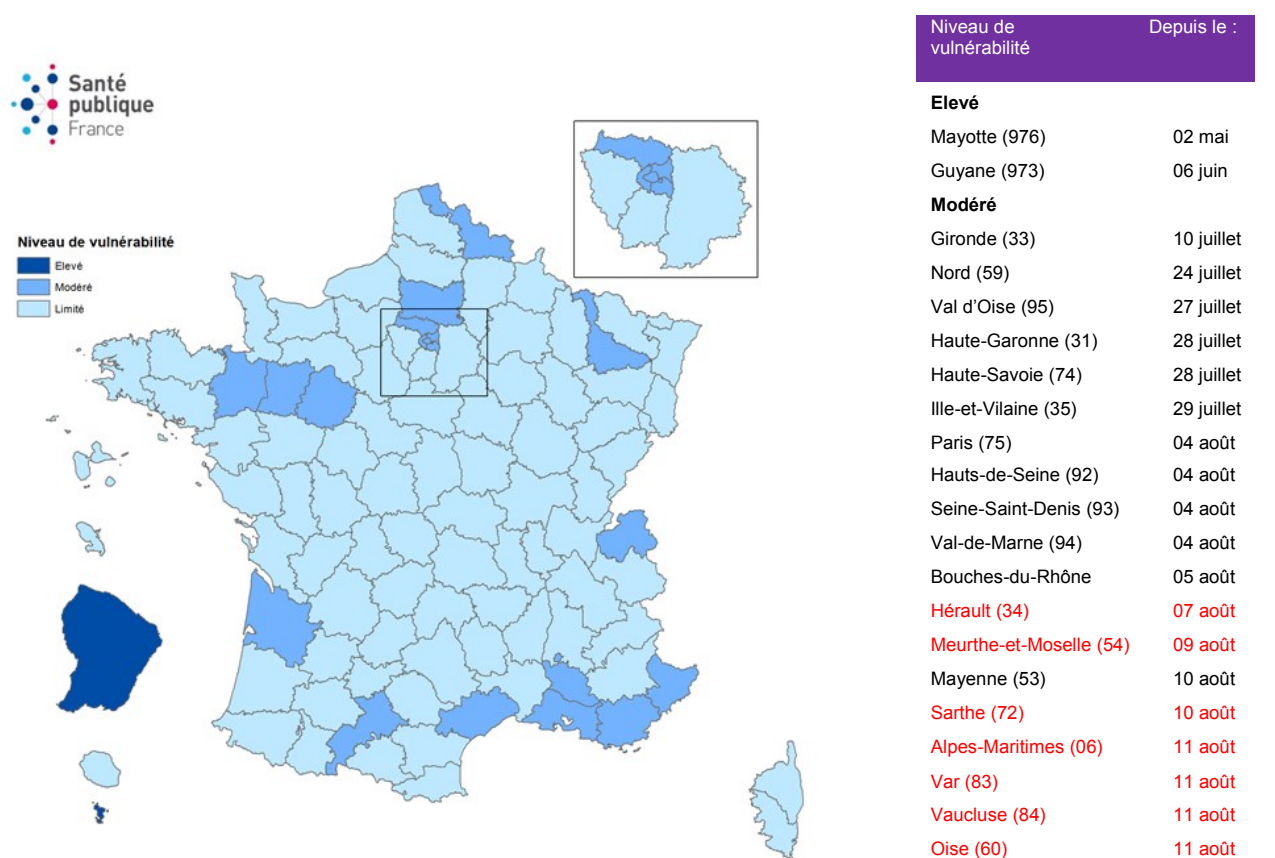 Santé
publique
France
Niveau de vulnérabilité
Elevé
Modéré
Limité
Niveau de vulnérabilité Depuis le :
Elevé
Mayotte (976) 02 mai
Guyane (973) 06 juin
Modéré
Gironde (33) 10 juillet
Nord (59) 24 juillet
Val d'Oise (95) 27 juillet
Haute-Garonne (31) 28 juillet
Haute-Savoie (74) 28 juillet
Ille-et-Vilaine (35) 29 juillet
Paris (75) 04 août
Hauts-de-Seine (92) 04 août
Seine-Saint-Denis (93) 04 août
Val-de-Marne (94) 04 août
Bouches-du-Rhône 05 août
Hérault (34) 07 août
Meurthe-et-Moselle (54) 09 août
Mayenne (53) 10 août
Sarthe (72) 10 août
Alpes-Maritimes (06) 11 août
Var (83) 11 août
Vaucluse (84) 11 août
Oise (60) 11 août